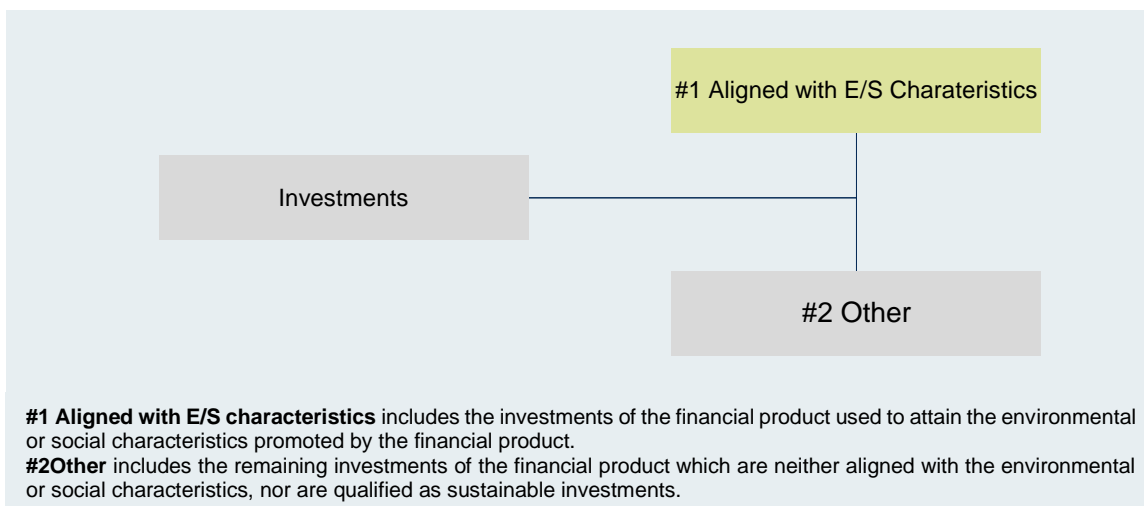 #1 Aligned with E/S Charateristics
Investments
#2 Other
#1 Aligned with E/S characteristics includes the investments of the financial product used to attain the environmental
or social characteristics promoted by the financial product.
#2Other includes the remaining investments of the financial product which are neither aligned with the environmental
or social characteristics, nor are qualified as sustainable investments.